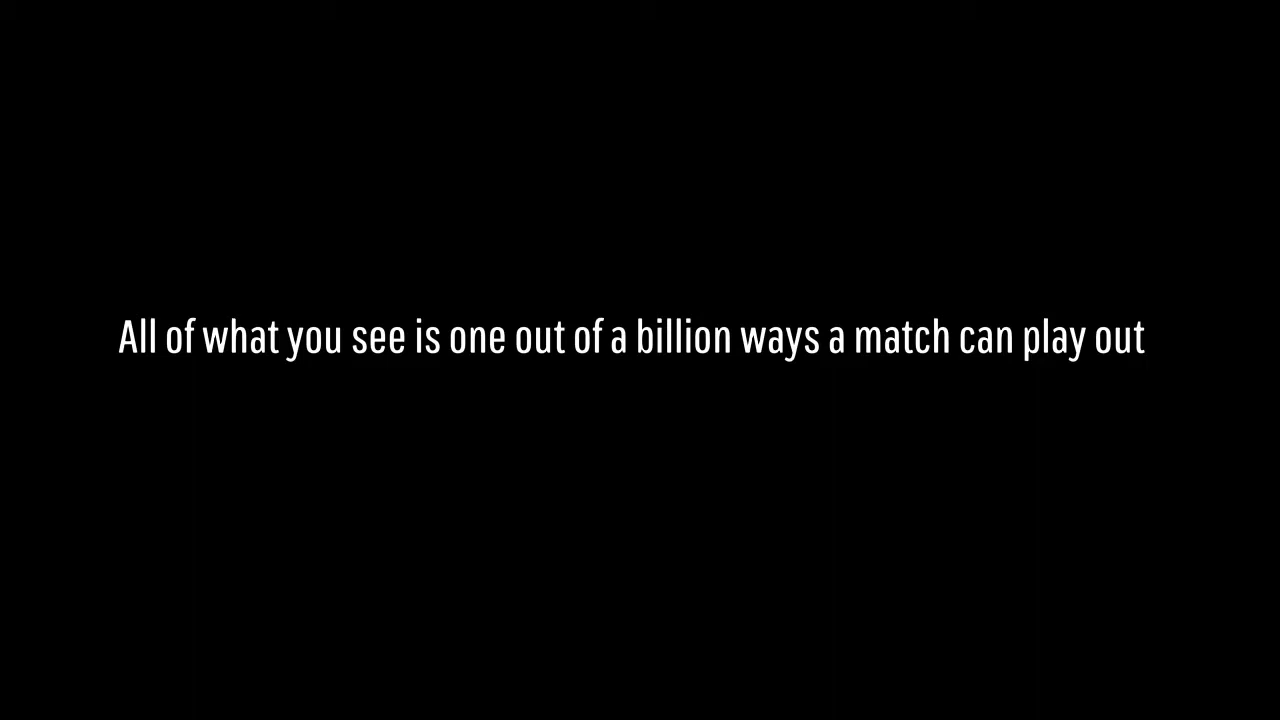 All of what you see is one out of a billion ways a match can play out